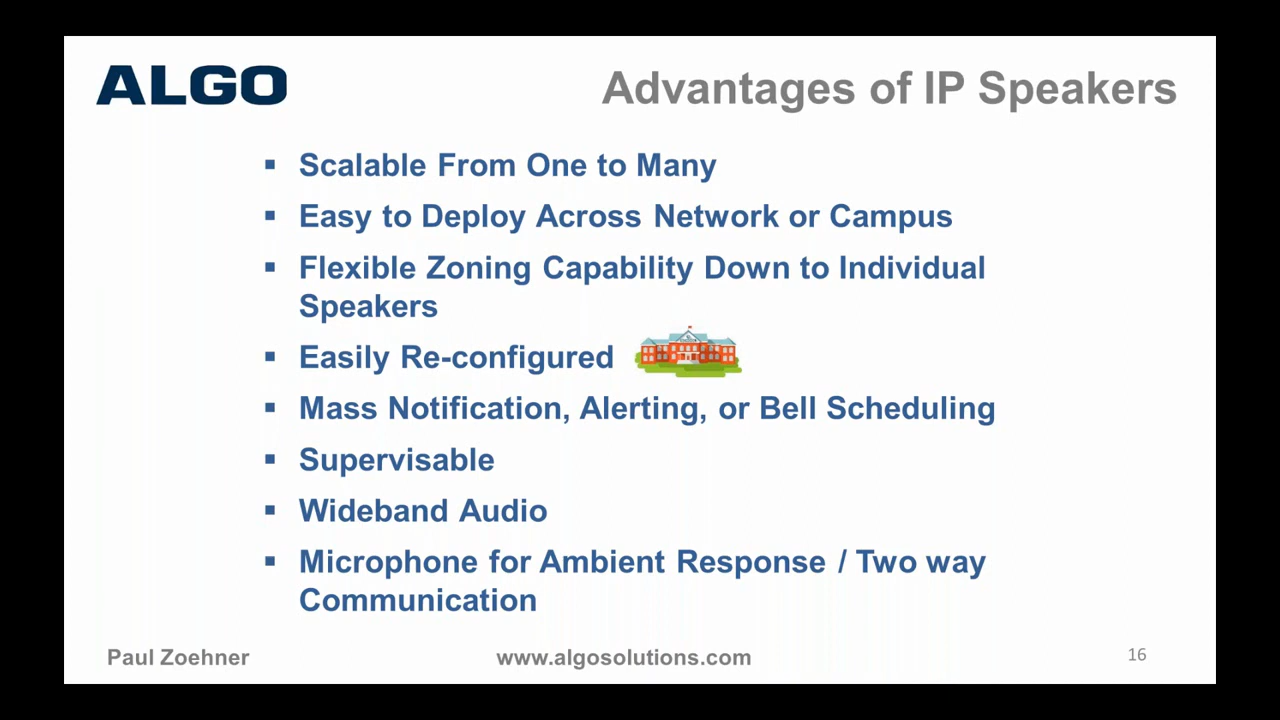 ALGO
Advantages of IP Speakers
▪ Scalable From One to Many
▪ Easy to Deploy Across Network or Campus
▪ Flexible Zoning Capability Down to Individual
Speakers
▪ Easily Re-configured
▪ Mass Notification, Alerting, or Bell Scheduling
▪ Supervisable
▪ Wideband Audio
▪ Microphone for Ambient Response / Two way
Communication
Paul Zoehner
www.algosolutions.com
16